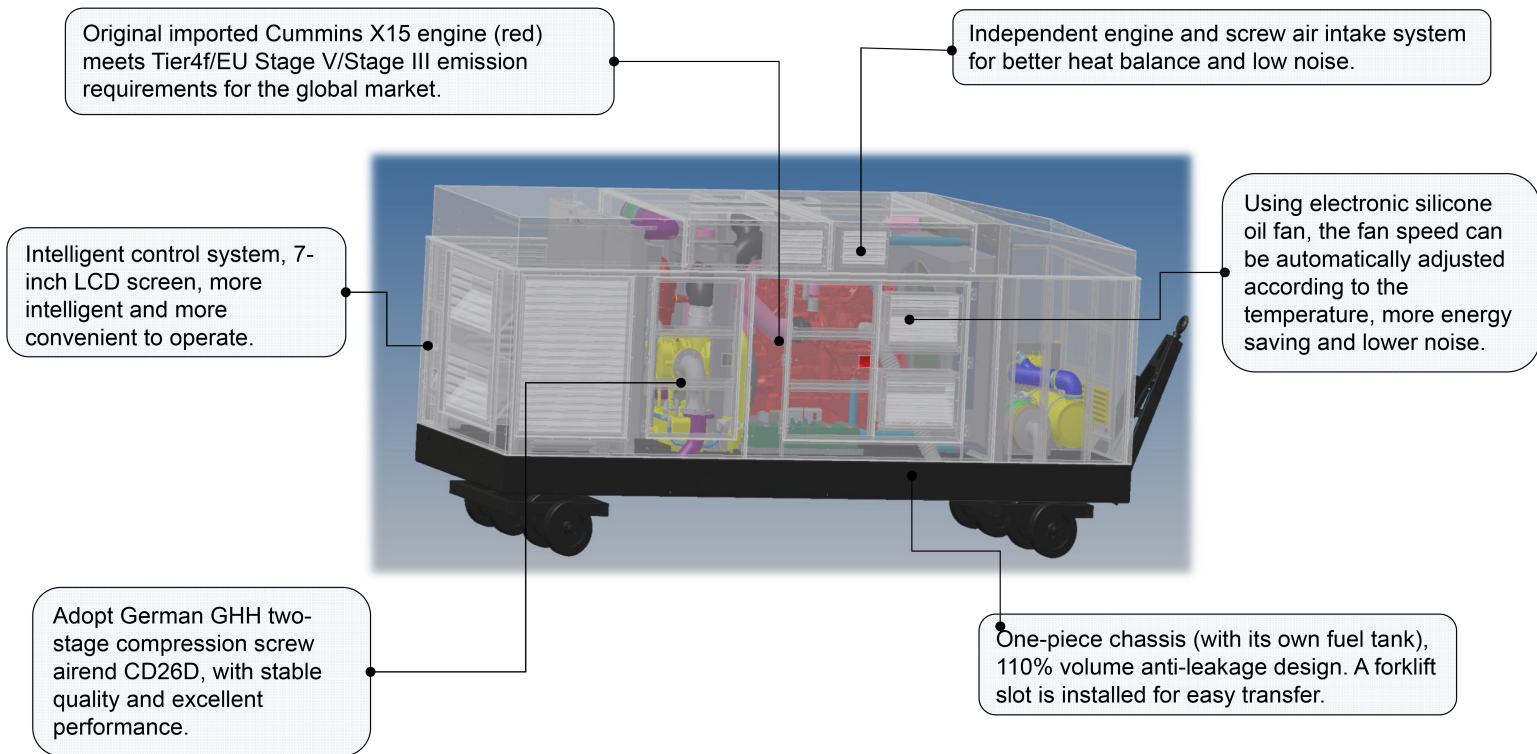 Original imported Cummins X15 engine (red)
meets Tier4f/EU Stage V/Stage III emission
requirements for the global market.
Independent engine and screw air intake system
for better heat balance and low noise.
Intelligent control system, 7-
inch LCD screen, more
intelligent and more
convenient to operate.
Using electronic silicone
oil fan, the fan speed can
be automatically adjusted
according to the
temperature, more energy
saving and lower noise.
Adopt German GHH two-
stage compression screw
airend CD26D, with stable
quality and excellent
performance.
One-piece chassis (with its own fuel tank),
110% volume anti-leakage design. A forklift
slot is installed for easy transfer.